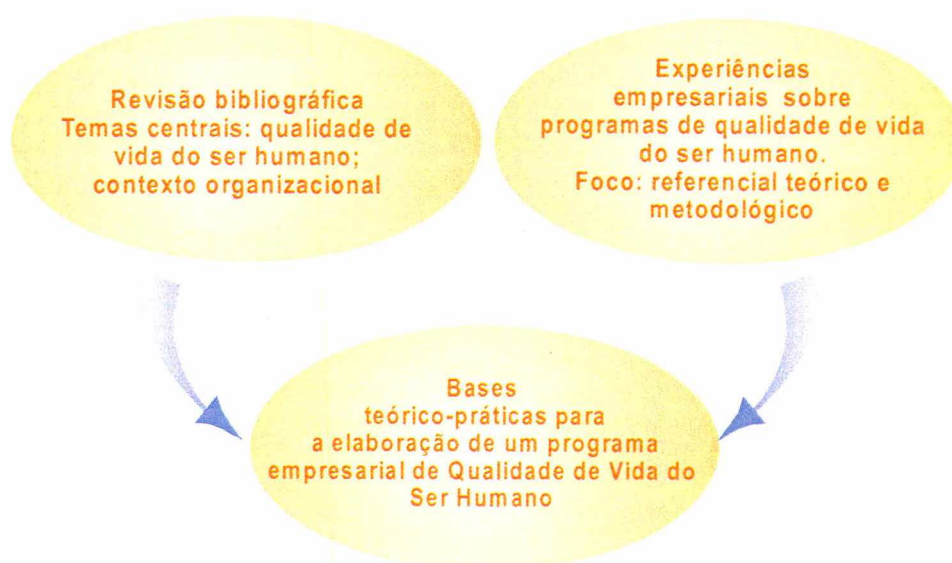 Revisão bibliográfica
Temas centrais: qualidade de
vida do ser humano;
contexto organizacional
Experiências
empresariais sobre
programas de qualidade de vida
do ser humano.
Foco: referencial teórico e
metodológico
Bases
teórico-práticas para
a elaboração de um programa
empresarial de Qualidade de Vida do
Ser Humano